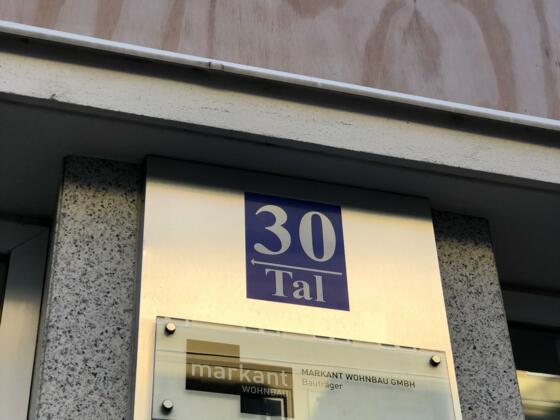 30
Tal
markant
WOHNBAU
MARKANT WOHNBAU GMBH
Bauträger